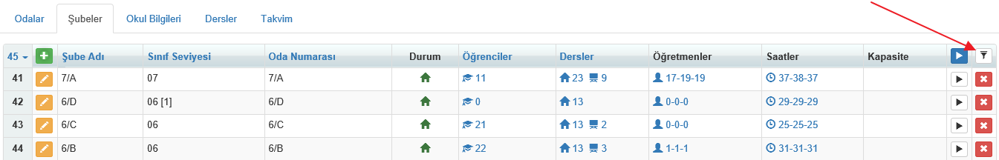 Odalar Şubeler Okul Bilgileri Dersler Takvim
45 Şube Adı Sınıf Seviyesi Oda Numarası Durum Öğrenciler Dersler Öğretmenler Saatler Kapasite
41 7/A 07 7/A 11 23 9 17-19-19 37-38-37
42 6/D 06 [1] 6/D 0 13 0-0-0 29-29-29
43 6/C 06 6/C 21 13 2 0-0-0 25-25-25
44 6/B 06 6/B 22 13 3 1-1-1 31-31-31